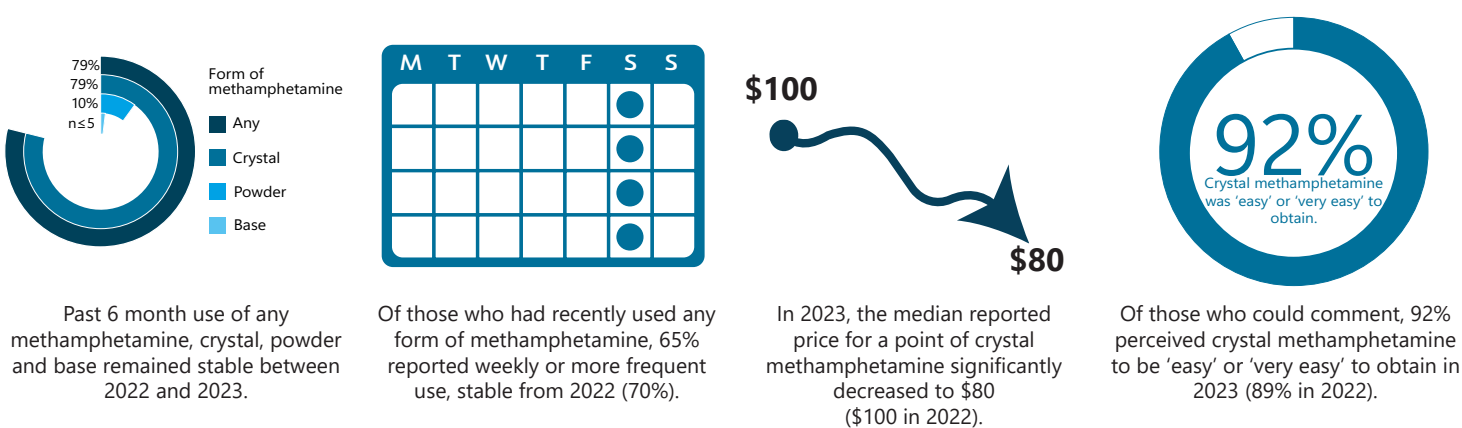 79%
79%
10%
n≤5
Form of
methamphetamine
Any
Crystal
Powder
Base
Past 6 month use of any
methamphetamine, crystal, powder
and base remained stable between
2022 and 2023.
M T W T F S S
Of those who had recently used any
form of methamphetamine, 65%
reported weekly or more frequent
use, stable from 2022 (70%).
$100
$80
In 2023, the median reported
price for a point of crystal
methamphetamine significantly
decreased to $80
($100 in 2022).
92%
Crystal methamphetamine
was ‘easy’ or ‘very easy’ to
obtain.
Of those who could comment, 92%
perceived crystal methamphetamine
to be ‘easy’ or ‘very easy’ to obtain in
2023 (89% in 2022).